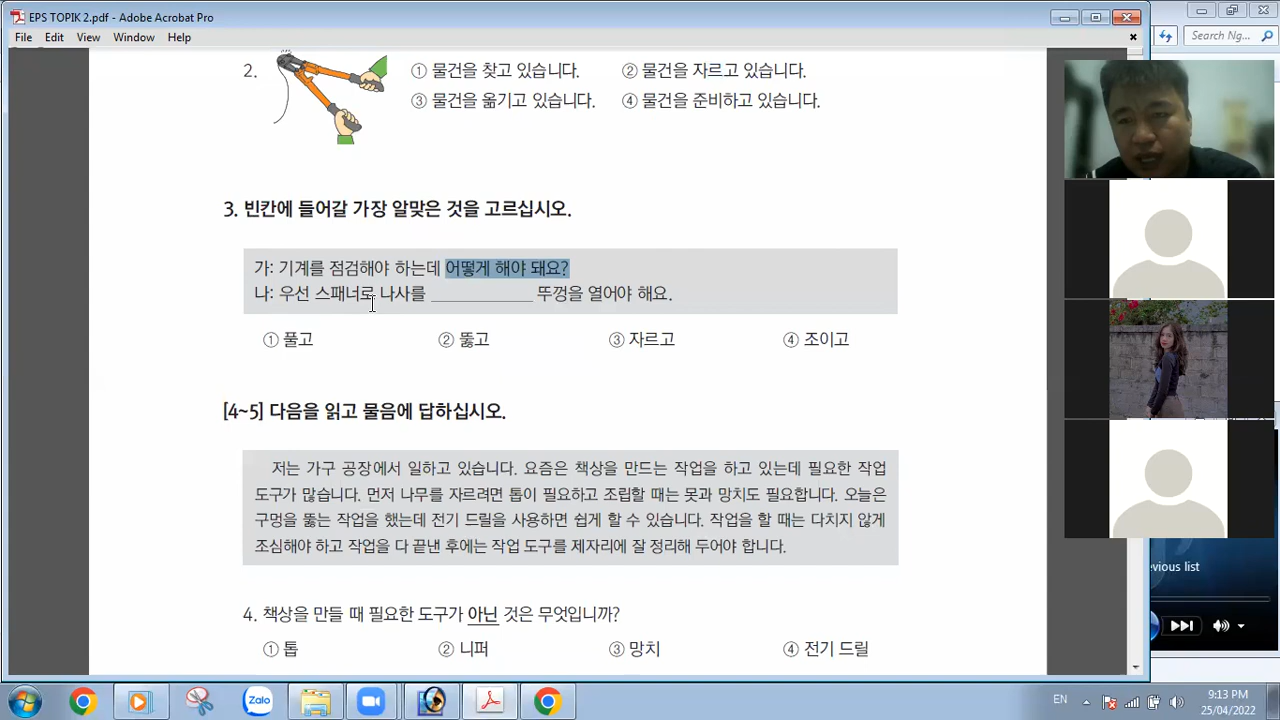 EPS TOPIK 2.pdf - Adobe Acrobat Pro
File Edit View Window Help
Search Ng...
2.
① 물건을 찾고 있습니다. ② 물건을 자르고 있습니다.
③ 물건을 옮기고 있습니다. ④ 물건을 준비하고 있습니다.
3. 빈칸에 들어갈 가장 알맞은 것을 고르십시오.
가: 기계를 점검해야 하는데 어떻게 해야 돼요?
나: 우선 스패너로 나사를 ____________ 뚜껑을 열어야 해요.
① 풀고 ② 뚫고 ③ 자르고 ④ 조이고
[4~5] 다음을 읽고 물음에 답하십시오.
저는 가구 공장에서 일하고 있습니다. 요즘은 책상을 만드는 작업을 하고 있는데 필요한 작업
도구가 많습니다. 먼저 나무를 자르려면 톱이 필요하고 조립할 때는 못과 망치도 필요합니다. 오늘은
구멍을 뚫는 작업을 했는데 전기 드릴을 사용하면 쉽게 할 수 있습니다. 작업을 할 때는 다치지 않게
조심해야 하고 작업을 다 끝낸 후에는 작업 도구를 제자리에 잘 정리해 두어야 합니다.
4. 책상을 만들 때 필요한 도구가 아닌 것은 무엇입니까?
① 톱 ② 니퍼 ③ 망치 ④ 전기 드릴
evious list
Zalo
EN
9:13 PM
25/04/2022